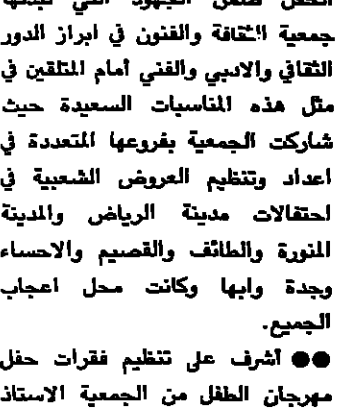 الحفل ضمن الجهود التي تبذلها
جمعية الثقافة والفنون في ابراز الدور
الثقافي والادبي والفني أمام المتلقين في
مثل هذه المناسبات السعيدة حيث
شاركت الجمعية بفروعها المتعددة في
اعداد وتنظيم العروض الشعبية في
احتفالات مدينة الرياض والمدينة
المنورة والطائف والقصيم والاحساء
وجدة وابها وكانت محل اعجاب
الجميع.
●● أشرف على تنظيم فقرات حفل
مهرجان الطفل من الجمعية الاستاذ